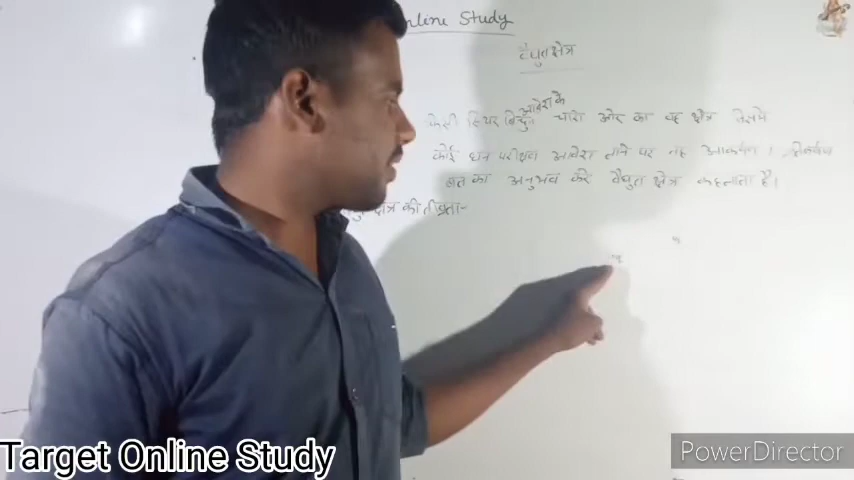 nline Study
वैद्युत क्षेत्र
किसी स्थिर विद्युत आवेश के चारो ओर का वह क्षेत्र जिसमे
कोई धन परीक्षण आवेश लाने पर वह आकर्षण । प्रतिकर्षण
बल का अनुभव करे वैद्युत क्षेत्र कहलाता है।
क्षेत्र की तीव्रता-
Target Online Study
PowerDirector